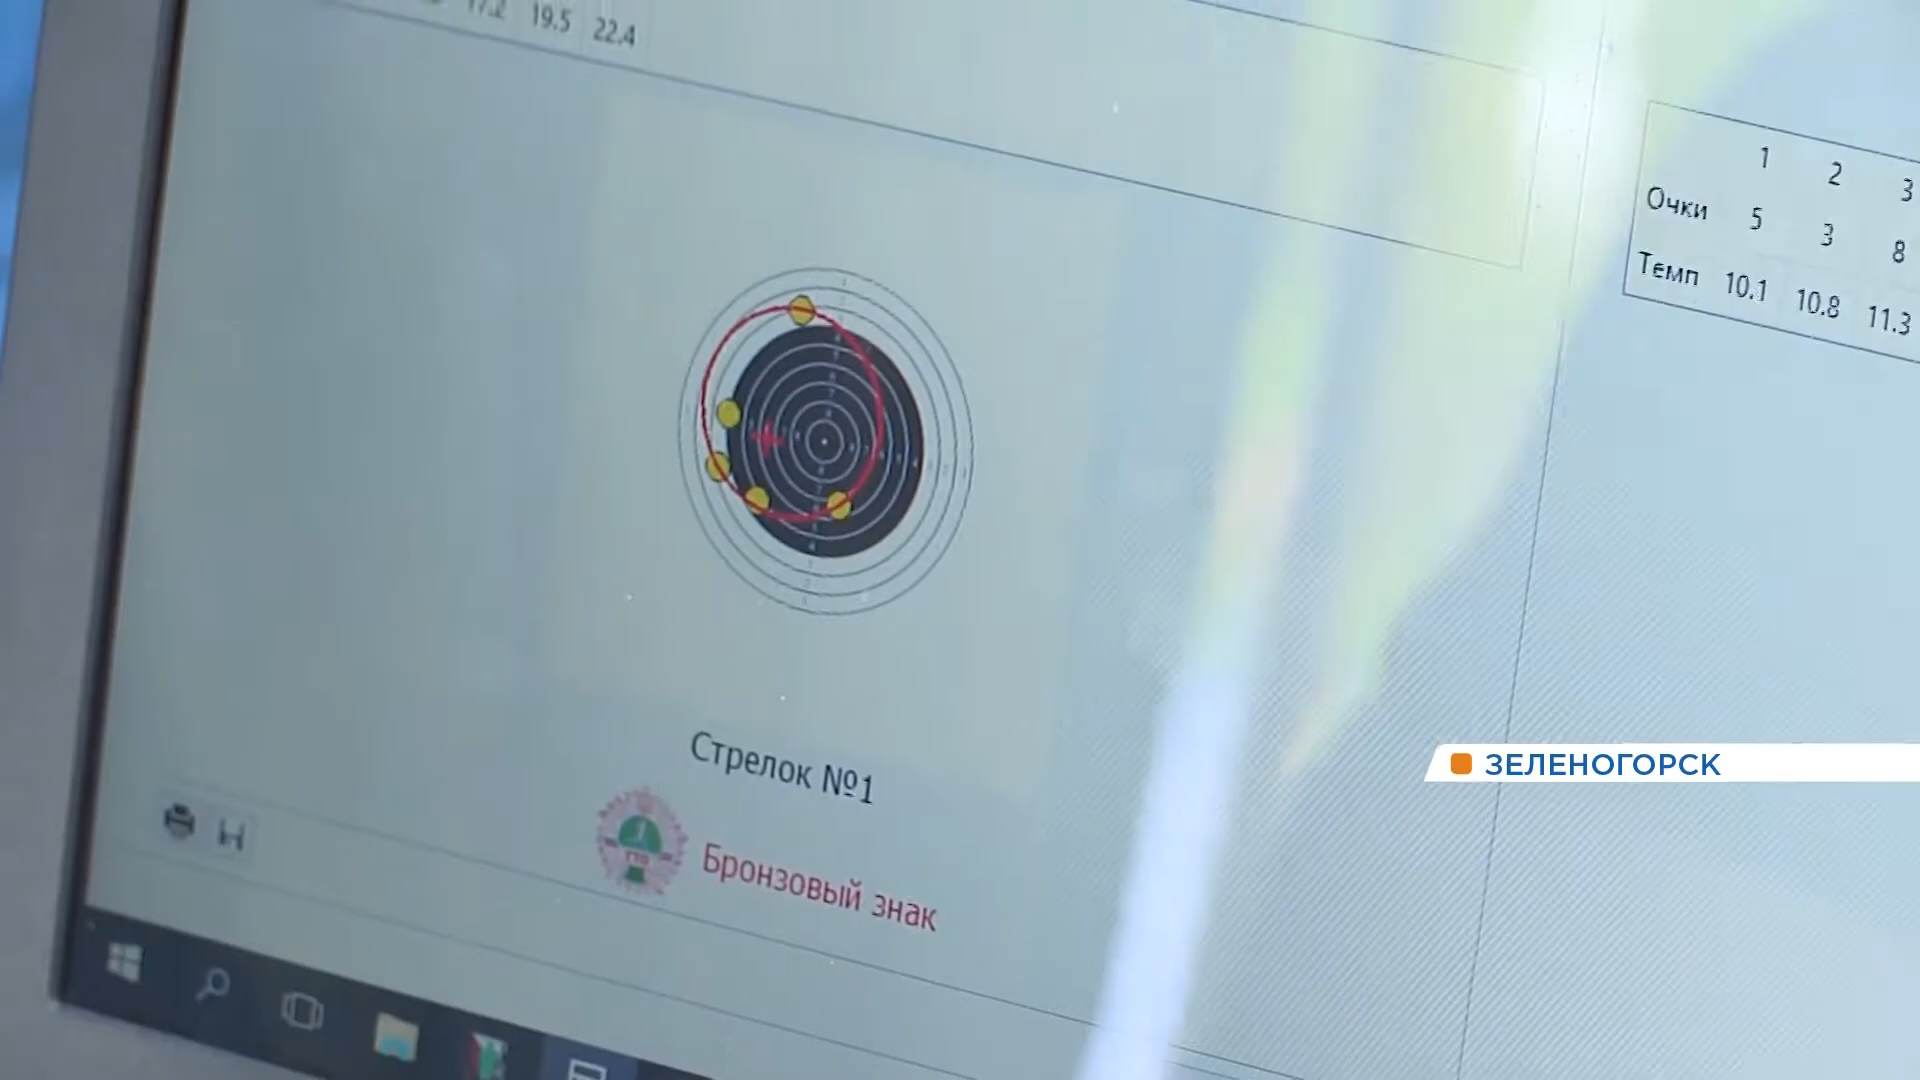 17.2 19.5 22.4
1 2 3
Очки 5 3 8
Темп 10.1 10.8 11.3
Стрелок №1
ГТО
Бронзовый знак
ЗЕЛЕНОГОРСК